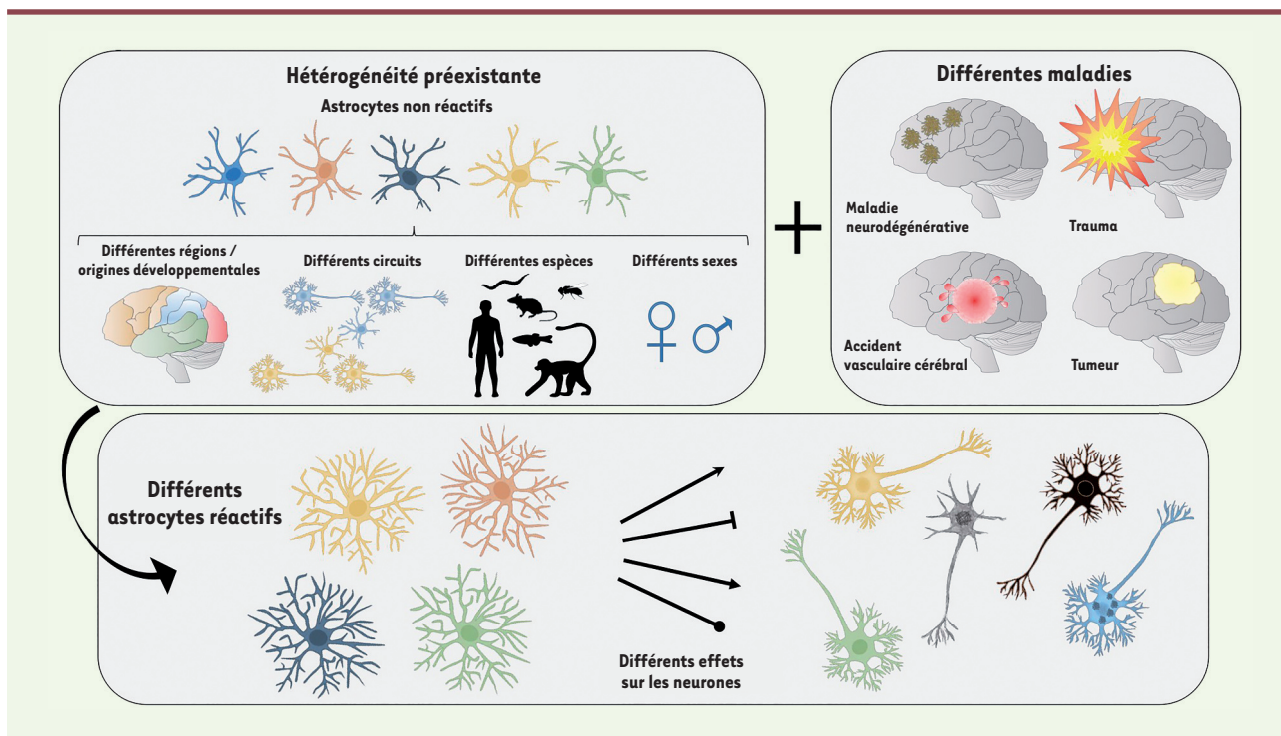 Hétérogénéité préexistante
Astrocytes non réactifs
Différentes régions /
origines développementales
Différents circuits
Différentes espèces
Différents sexes
+
Différentes maladies
Maladie
neurodégénérative
Trauma
Accident
vasculaire cérébral
Tumeur
Différents
astrocytes réactifs
Différents effets
sur les neurones